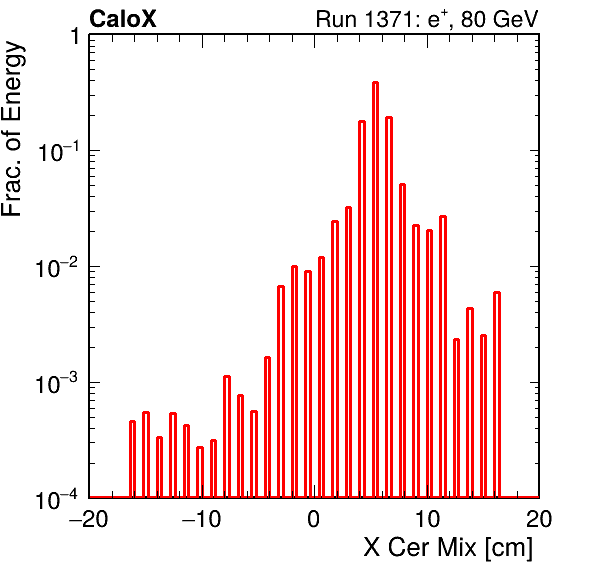 CaloX Run 1371: e⁺, 80 GeV
Frac. of Energy
1
10⁻¹
10⁻²
10⁻³
10⁻⁴
−20 −10 0 10 20
X Cer Mix [cm]